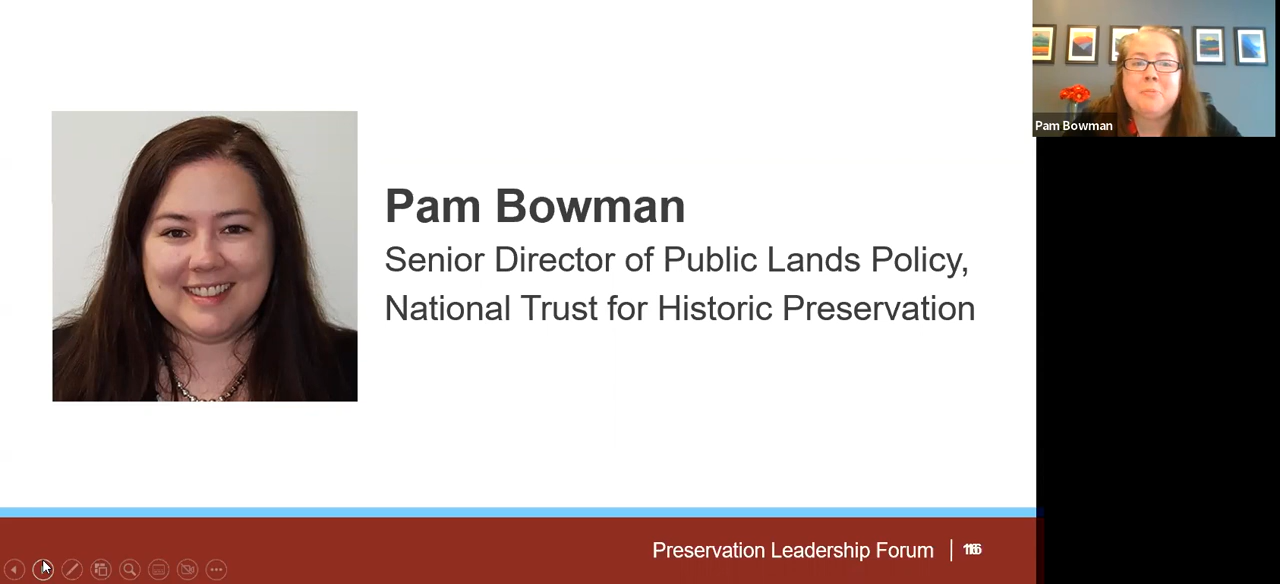 Pam Bowman
Senior Director of Public Lands Policy,
National Trust for Historic Preservation
Pam Bowman
Preservation Leadership Forum